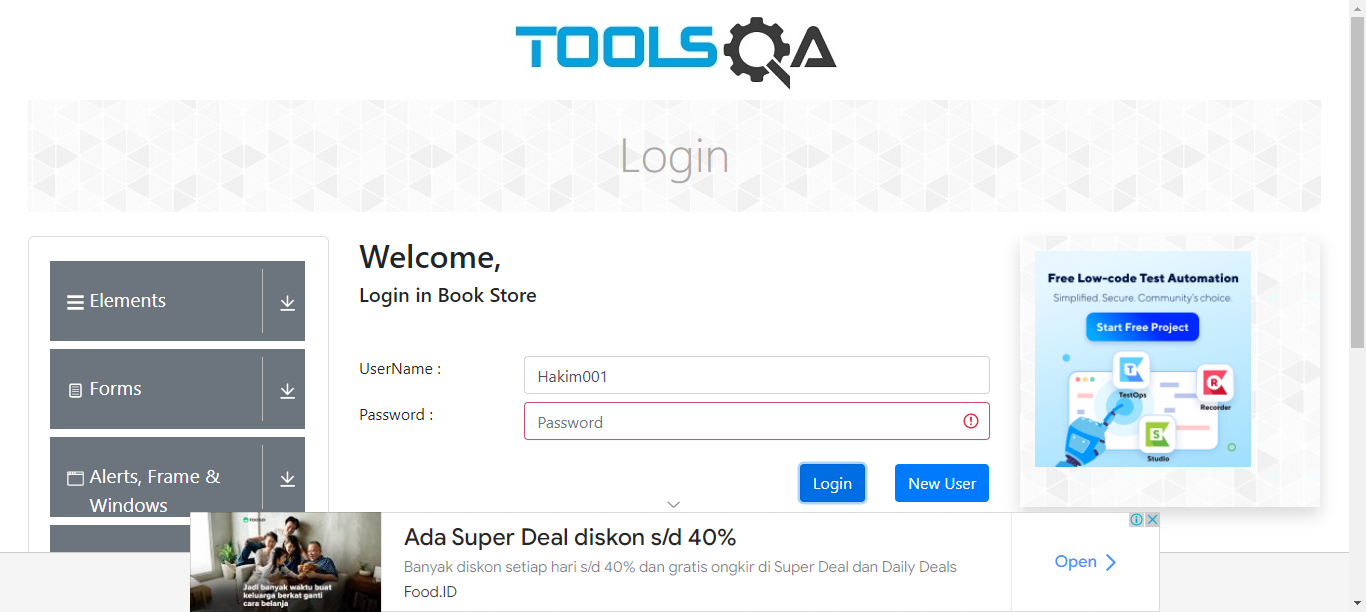 TOOLSQA
Login
Elements
Forms
Alerts, Frame &
Windows
Welcome,
Login in Book Store
UserName :
Hakim001
Password :
Password
Login
New User
Free Low-code Test Automation
Simplified. Secure. Community's choice.
Start Free Project
TestOps
Recorder
Studio
FOOD.ID
Jadi banyak waktu buat
keluarga berkat ganti
cara belanja
Ada Super Deal diskon s/d 40%
Banyak diskon setiap hari s/d 40% dan gratis ongkir di Super Deal dan Daily Deals
Food.ID
Open